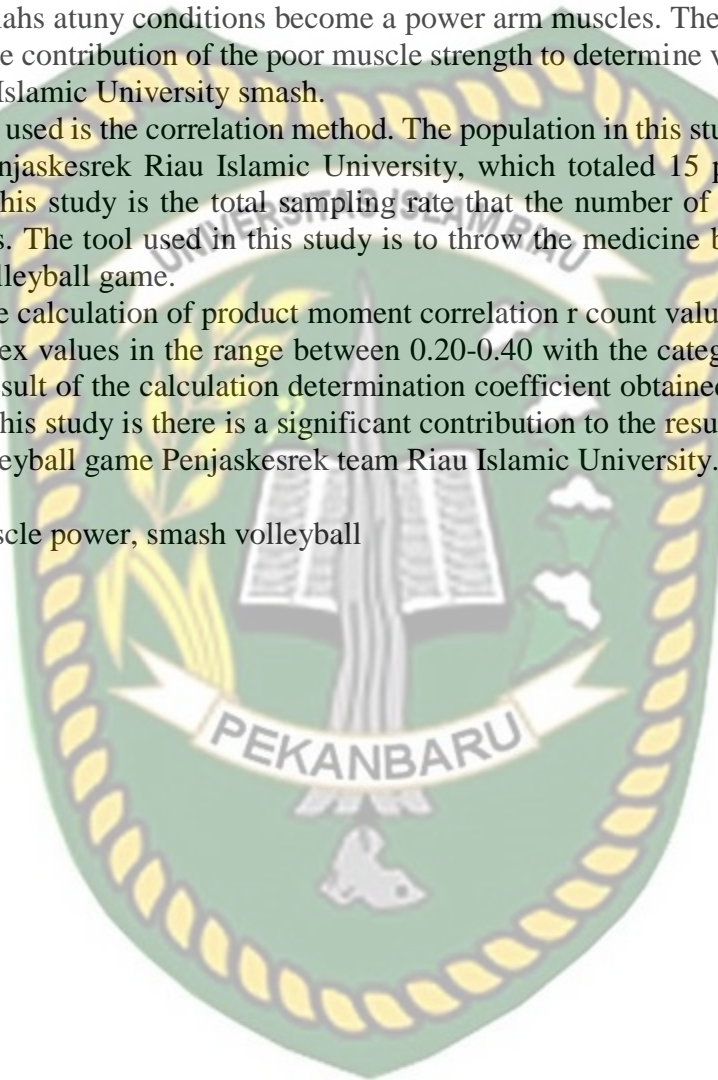 ahs atuny conditions become a power arm muscles. The
e contribution of the poor muscle strength to determine v
Islamic University smash.
used is the correlation method. The population in this stu
njaskesrek Riau Islamic University, which totaled 15 p
his study is the total sampling rate that the number of
s. The tool used in this study is to throw the medicine b
lleyball game.
e calculation of product moment correlation r count valu
ex values in the range between 0.20-0.40 with the categ
sult of the calculation determination coefficient obtained
his study is there is a significant contribution to the resu
eyball game Penjaskesrek team Riau Islamic University.
scle power, smash volleyball
UNIVERSITAS ISLAM RIAU
PEKANBARU